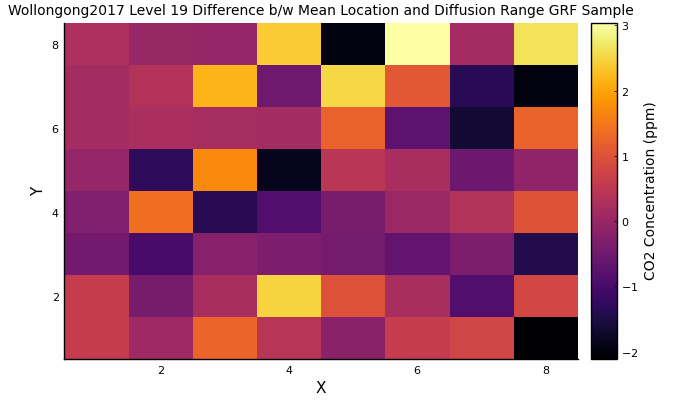 Wollongong2017 Level 19 Difference b/w Mean Location and Diffusion Range GRF Sample
8
6
4
2
Y
2 4 6 8
X
3
2
1
0
−1
−2
CO2 Concentration (ppm)